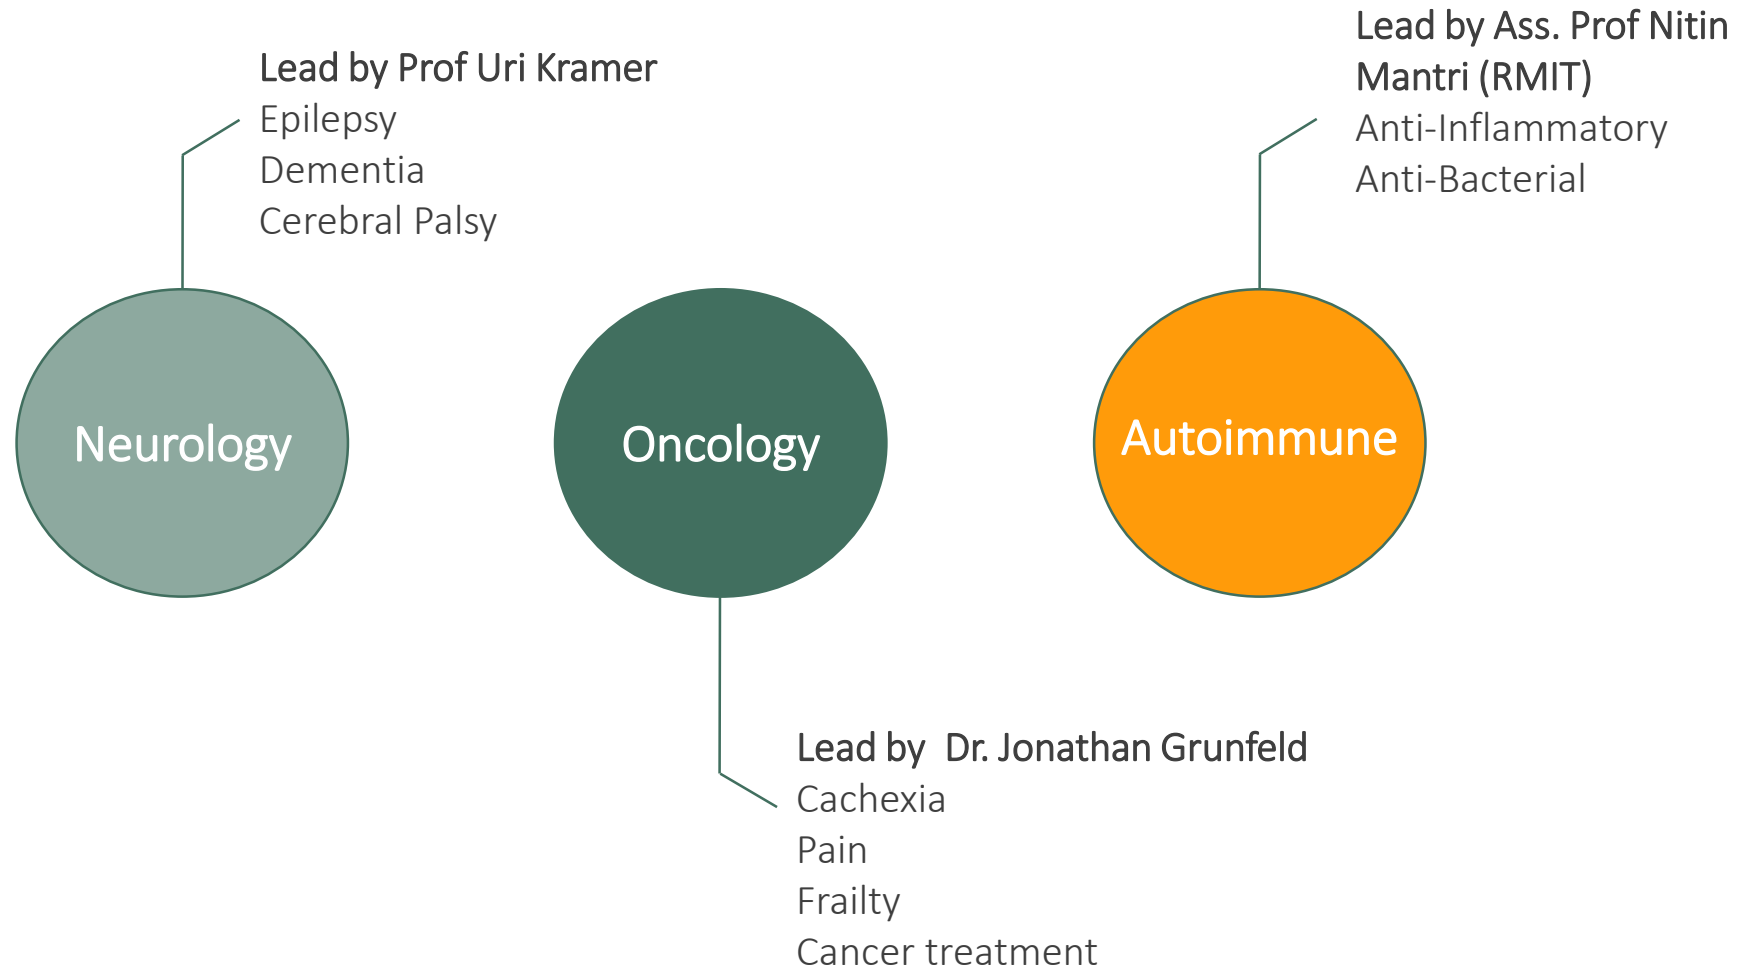 Lead by Prof Uri Kramer
Epilepsy
Dementia
Cerebral Palsy
Neurology
Oncology
Lead by  Dr. Jonathan Grunfeld
Cachexia
Pain
Frailty
Cancer treatment
Lead by Ass. Prof Nitin
Mantri (RMIT)
Anti-Inflammatory
Anti-Bacterial
Autoimmune